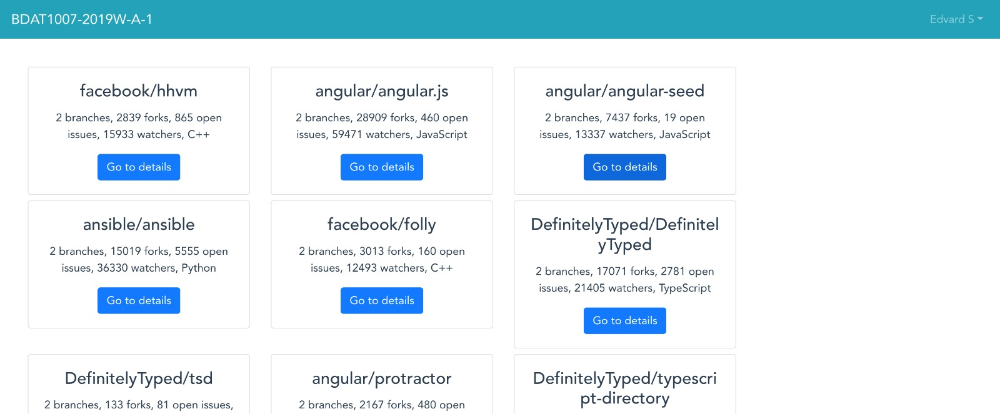 BDAT1007-2019W-A-1
Edvard S
facebook/hhvm
2 branches, 2839 forks, 865 open
issues, 15933 watchers, C++
Go to details
angular/angular.js
2 branches, 28909 forks, 460 open
issues, 59471 watchers, JavaScript
Go to details
angular/angular-seed
2 branches, 7437 forks, 19 open
issues, 13337 watchers, JavaScript
Go to details
ansible/ansible
2 branches, 15019 forks, 5555 open
issues, 36330 watchers, Python
Go to details
facebook/folly
2 branches, 3013 forks, 160 open
issues, 12493 watchers, C++
Go to details
DefinitelyTyped/Definitel
yTyped
2 branches, 17071 forks, 2781 open
issues, 21405 watchers, TypeScript
Go to details
DefinitelyTyped/tsd
2 branches, 133 forks, 81 open issues,
angular/protractor
2 branches, 2167 forks, 480 open
DefinitelyTyped/typescri
pt-directory